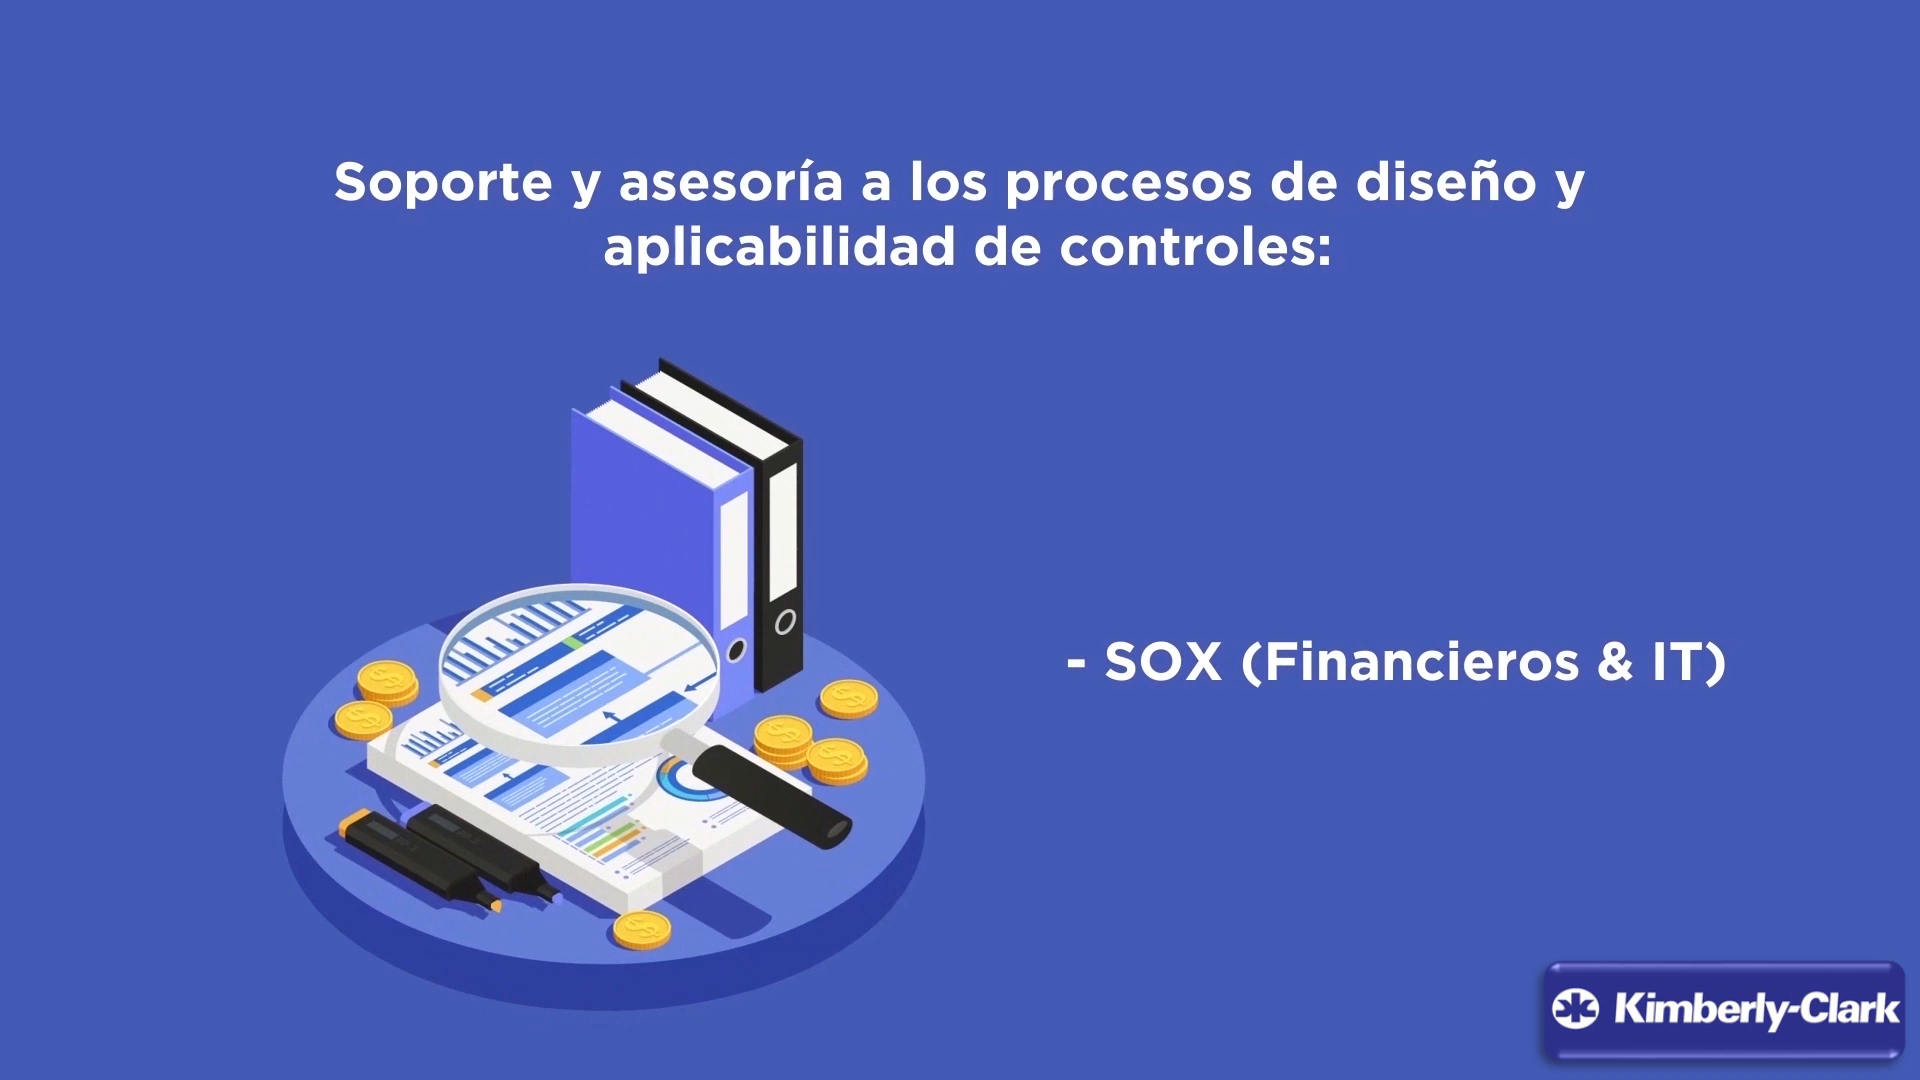 Soporte y asesoría a los procesos de diseño y
aplicabilidad de controles:
- SOX (Financieros & IT)
Kimberly-Clark